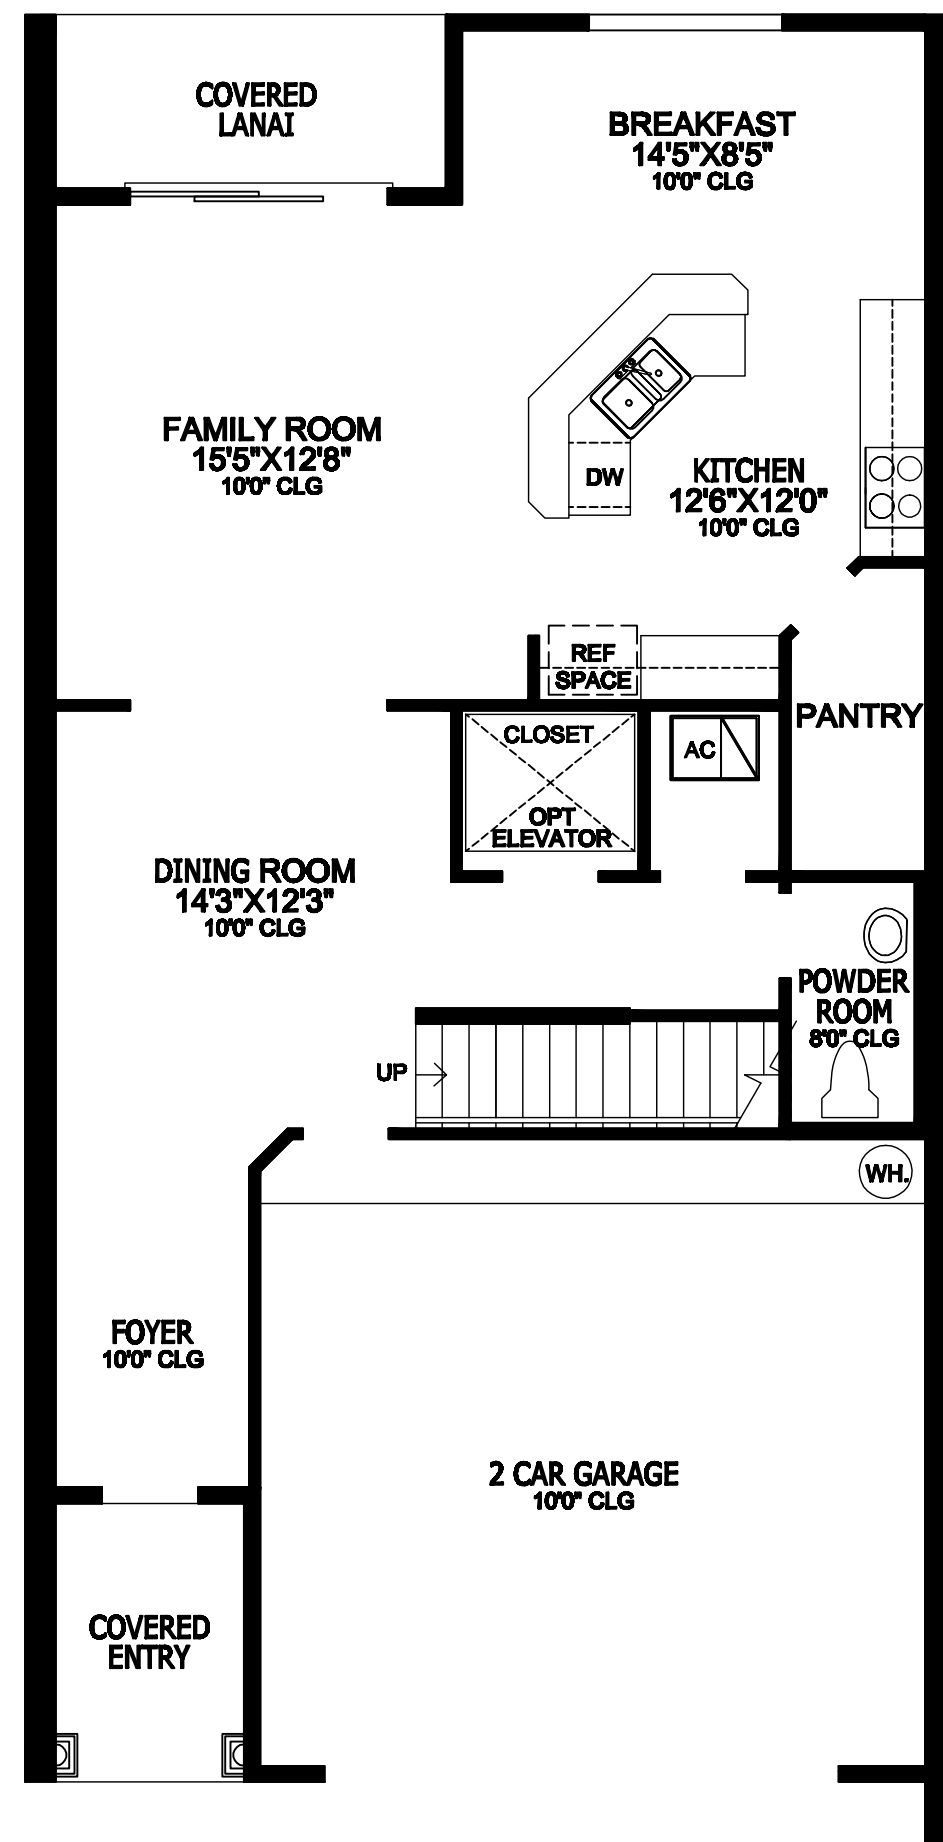 COVERED
LANAI
BREAKFAST
14'5"X8'5"
10'0" CLG
FAMILY ROOM
15'5"X12'8"
10'0" CLG
DW
KITCHEN
12'6"X12'0"
10'0" CLG
REF
SPACE
PANTRY
CLOSET
AC
OPT
ELEVATOR
DINING ROOM
14'3"X12'3"
10'0" CLG
POWDER
ROOM
8'0" CLG
UP
WH.
FOYER
10'0" CLG
2 CAR GARAGE
10'0" CLG
COVERED
ENTRY